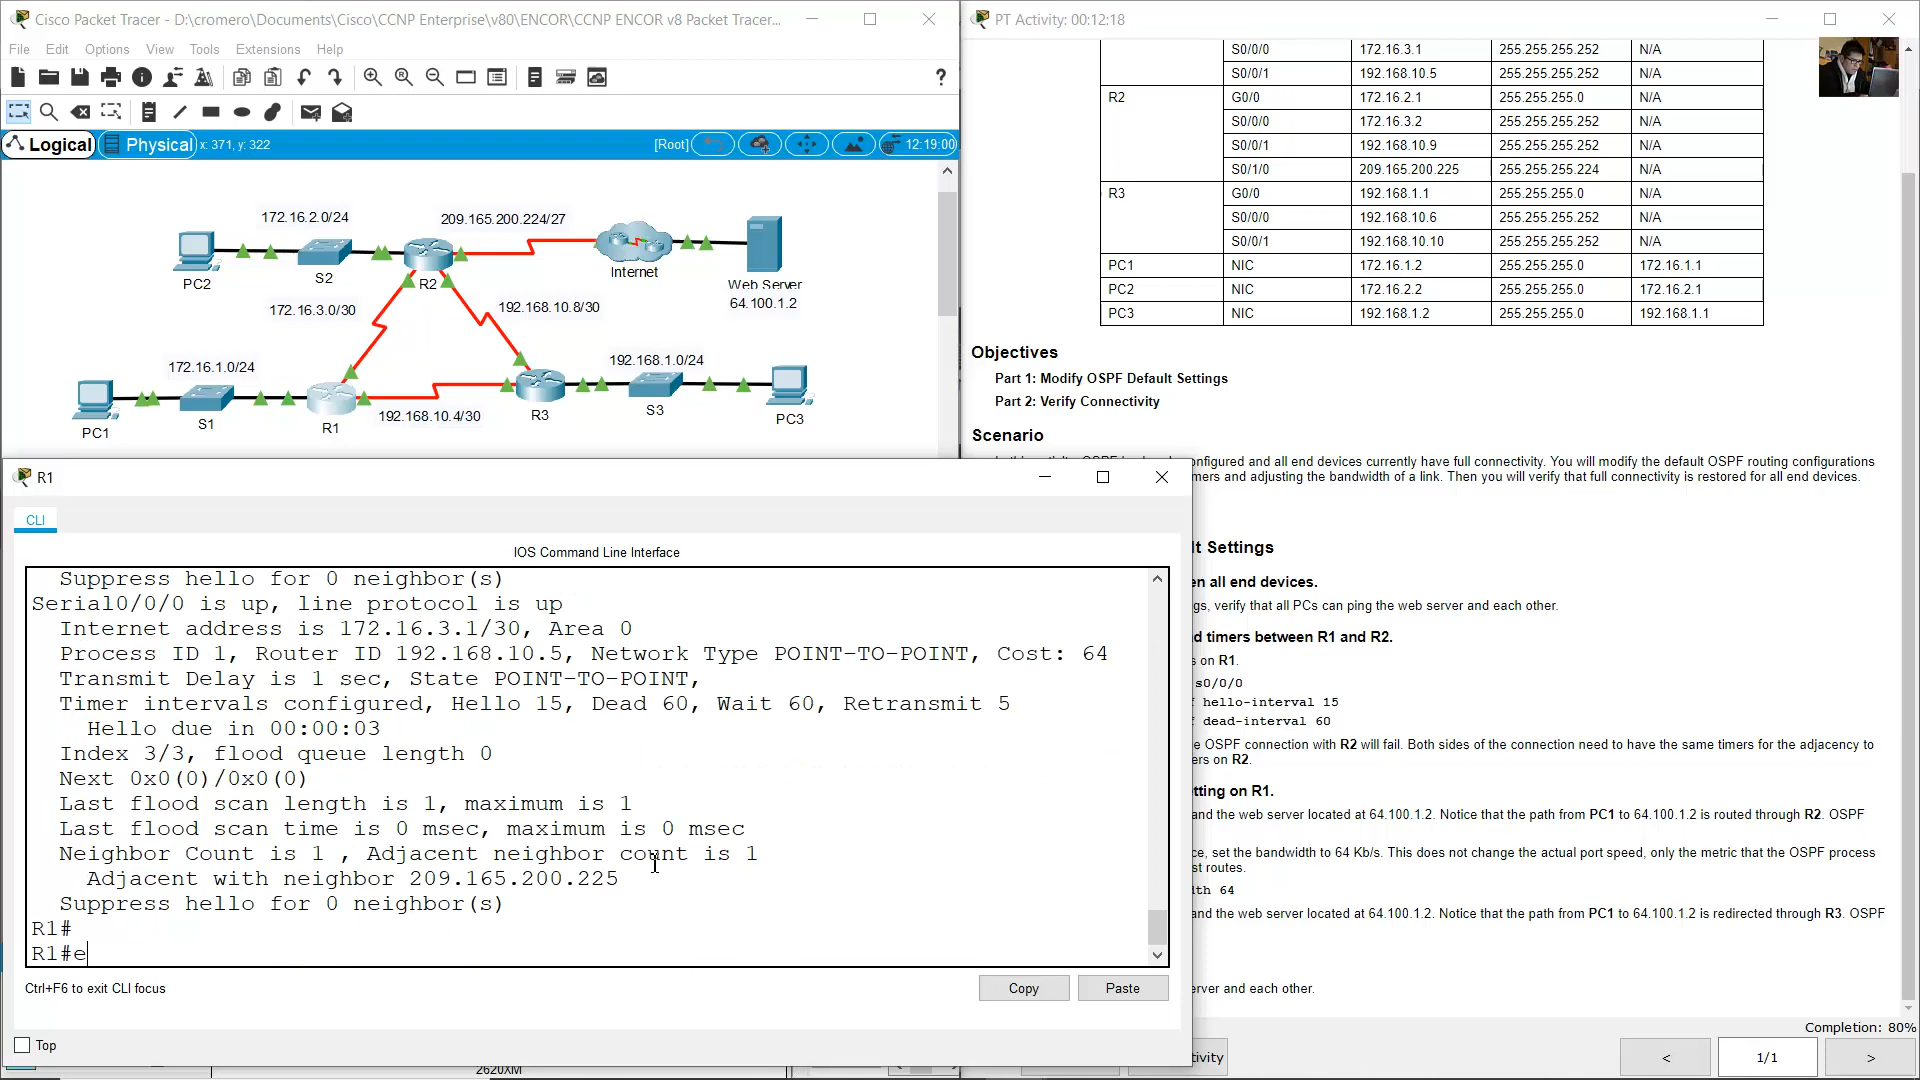 Cisco Packet Tracer - D:\cromero\Documents\Cisco\CCNP Enterprise\v80\ENCOR\CCNP ENCOR v8 Packet Tracer...
File Edit Options View Tools Extensions Help
?
Logical Physical x: 371, y: 322 [Root] 12:19:00
172.16.2.0/24
209.165.200.224/27
PC2
S2
R2
Internet
Web Server
64.100.1.2
172.16.3.0/30
192.168.10.8/30
172.16.1.0/24
192.168.1.0/24
PC1
S1
R1
192.168.10.4/30
R3
S3
PC3
R1
CLI
IOS Command Line Interface
Suppress hello for 0 neighbor(s)
Serial0/0/0 is up, line protocol is up
Internet address is 172.16.3.1/30, Area 0
Process ID 1, Router ID 192.168.10.5, Network Type POINT-TO-POINT, Cost: 64
Transmit Delay is 1 sec, State POINT-TO-POINT,
Timer intervals configured, Hello 15, Dead 60, Wait 60, Retransmit 5
Hello due in 00:00:03
Index 3/3, flood queue length 0
Next 0x0(0)/0x0(0)
Last flood scan length is 1, maximum is 1
Last flood scan time is 0 msec, maximum is 0 msec
Neighbor Count is 1 , Adjacent neighbor count is 1
Adjacent with neighbor 209.165.200.225
Suppress hello for 0 neighbor(s)
R1#
R1#e
Ctrl+F6 to exit CLI focus
Copy Paste
Top
2620XM
PT Activity: 00:12:18
S0/0/0 172.16.3.1 255.255.255.252 N/A
S0/0/1 192.168.10.5 255.255.255.252 N/A
R2 G0/0 172.16.2.1 255.255.255.0 N/A
S0/0/0 172.16.3.2 255.255.255.252 N/A
S0/0/1 192.168.10.9 255.255.255.252 N/A
S0/1/0 209.165.200.225 255.255.255.224 N/A
R3 G0/0 192.168.1.1 255.255.255.0 N/A
S0/0/0 192.168.10.6 255.255.255.252 N/A
S0/0/1 192.168.10.10 255.255.255.252 N/A
PC1 NIC 172.16.1.2 255.255.255.0 172.16.1.1
PC2 NIC 172.16.2.2 255.255.255.0 172.16.2.1
PC3 NIC 192.168.1.2 255.255.255.0 192.168.1.1
Objectives
Part 1: Modify OSPF Default Settings
Part 2: Verify Connectivity
Scenario
onfigured and all end devices currently have full connectivity. You will modify the default OSPF routing configurations
mers and adjusting the bandwidth of a link. Then you will verify that full connectivity is restored for all end devices.
lt Settings
en all end devices.
gs, verify that all PCs can ping the web server and each other.
d timers between R1 and R2.
s on R1.
s0/0/0
f hello-interval 15
f dead-interval 60
e OSPF connection with R2 will fail. Both sides of the connection need to have the same timers for the adjacency to
ers on R2.
tting on R1.
and the web server located at 64.100.1.2. Notice that the path from PC1 to 64.100.1.2 is routed through R2. OSPF
ce, set the bandwidth to 64 Kb/s. This does not change the actual port speed, only the metric that the OSPF process
st routes.
dth 64
and the web server located at 64.100.1.2. Notice that the path from PC1 to 64.100.1.2 is redirected through R3. OSPF
erver and each other.
Completion: 80%
ivity < 1/1 >